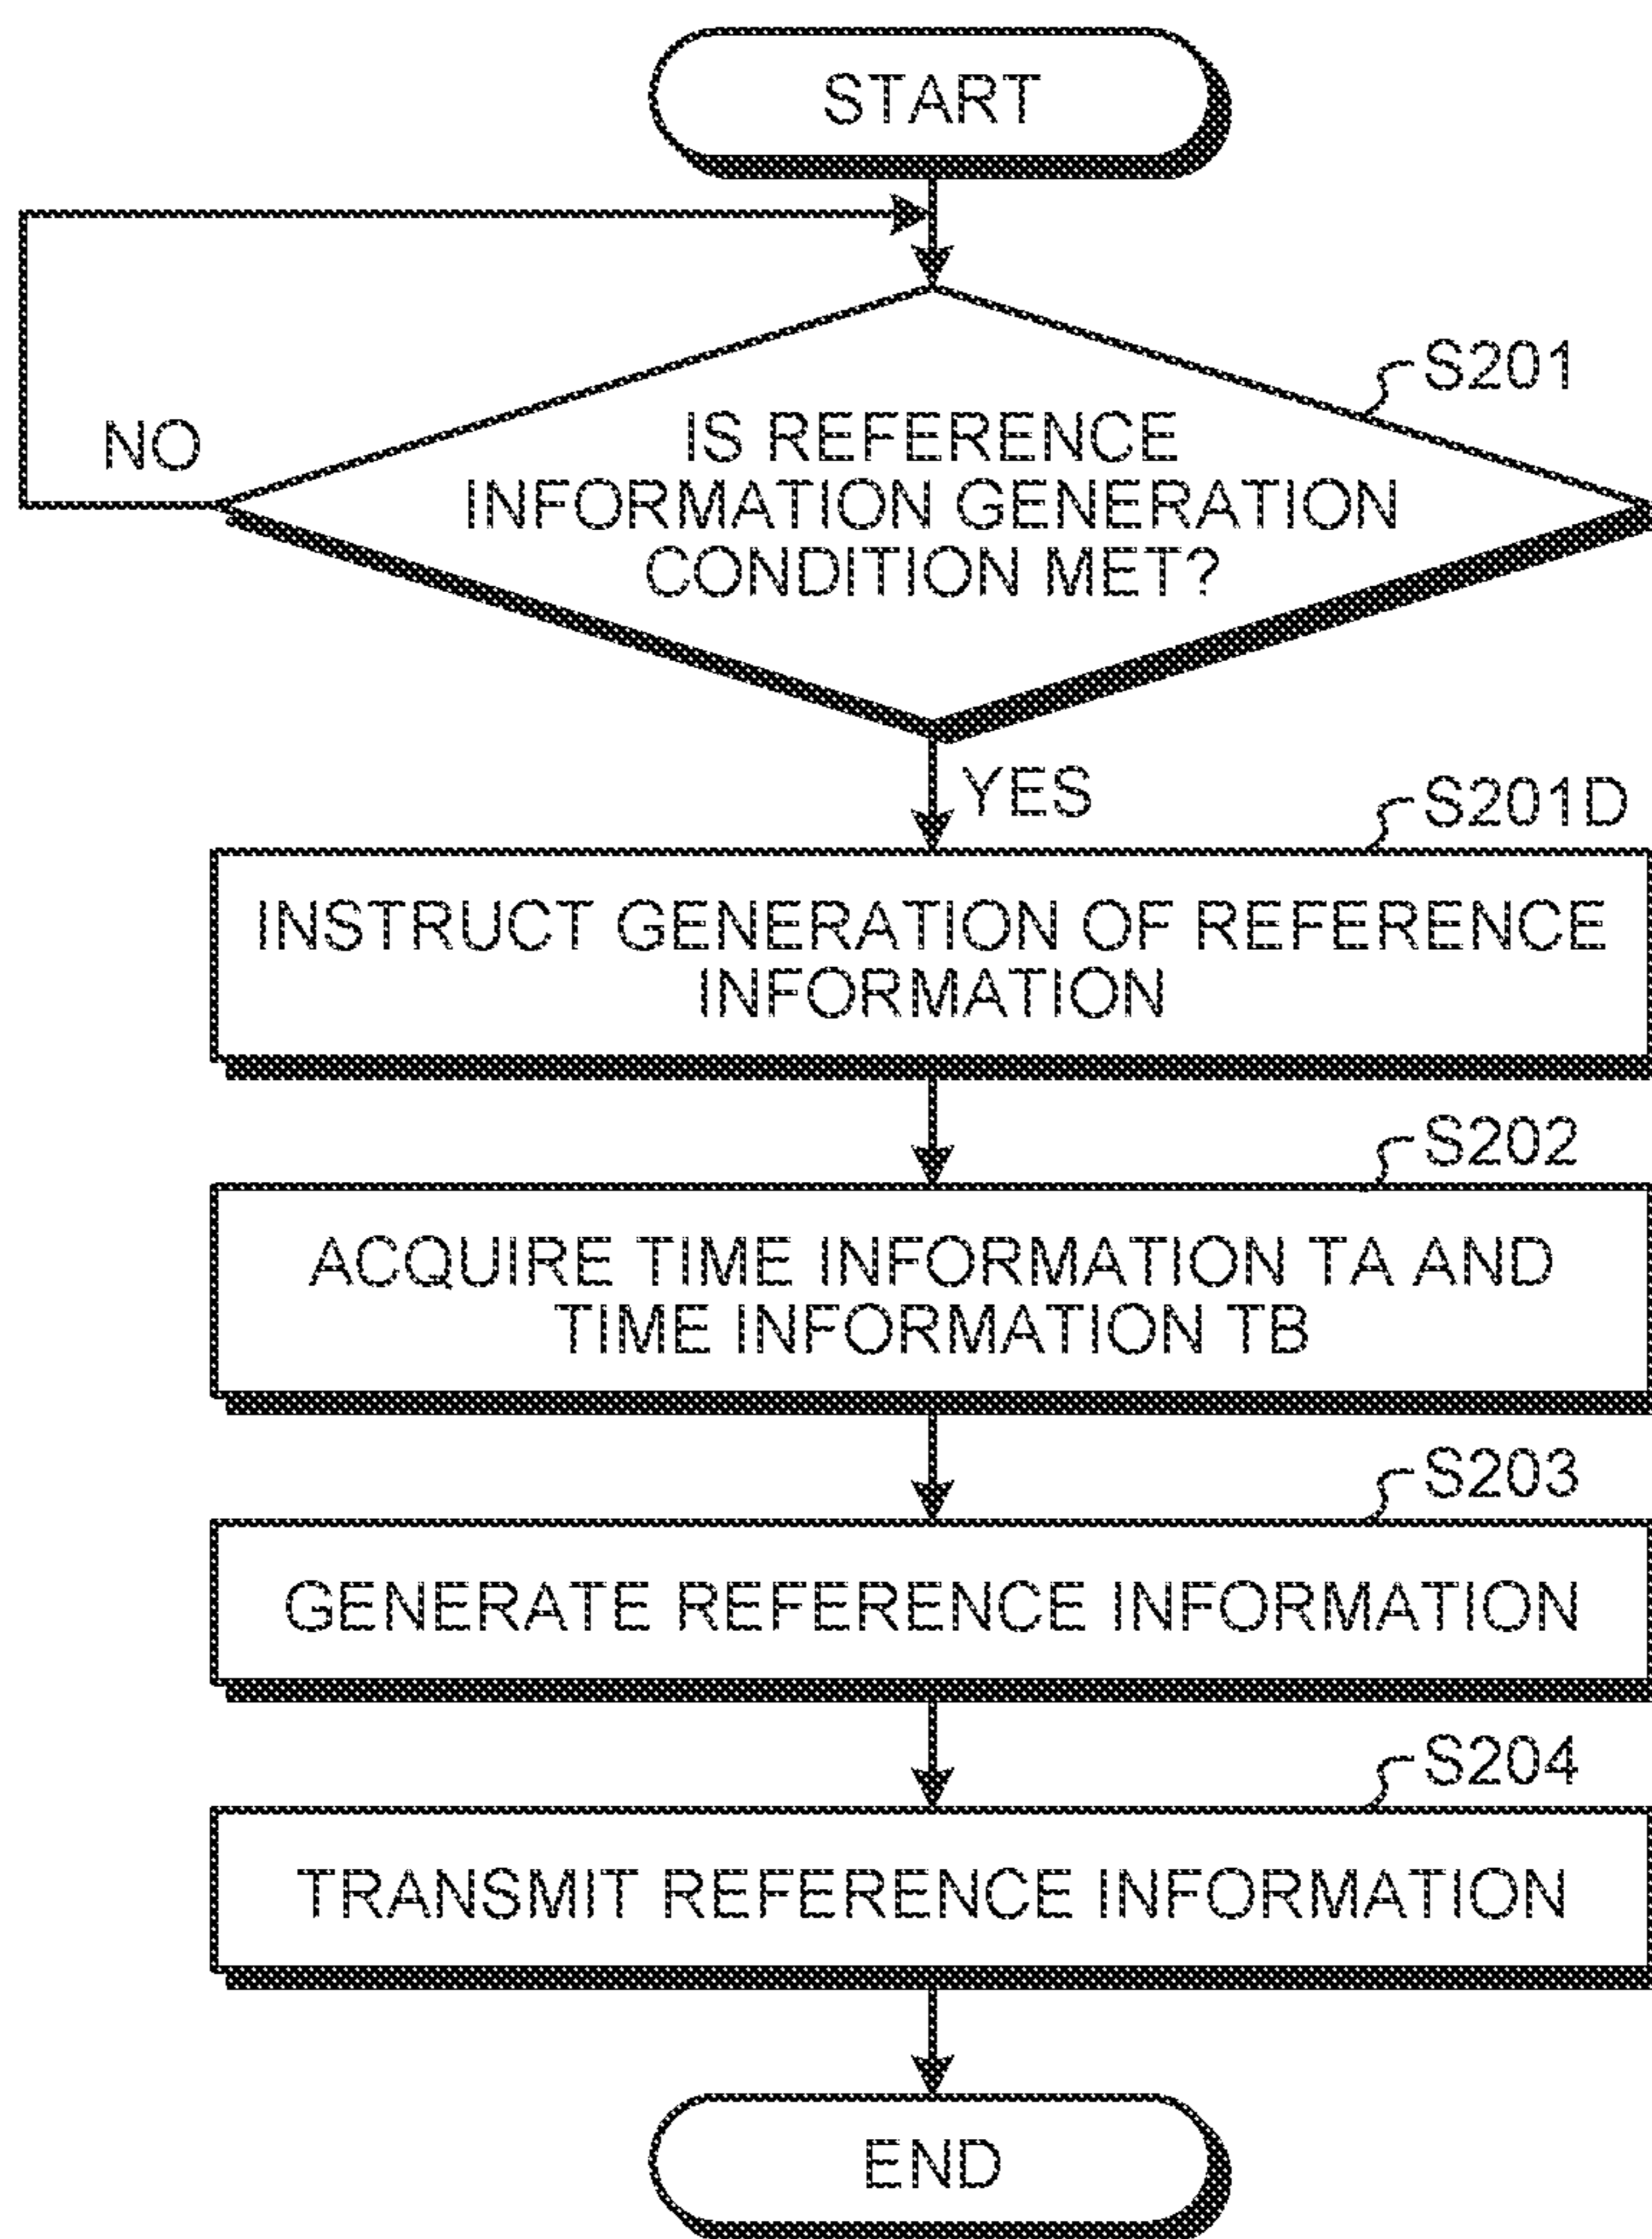 START
S201
NO
IS REFERENCE
INFORMATION GENERATION
CONDITION MET?
YES
S201D
INSTRUCT GENERATION OF REFERENCE
INFORMATION
S202
ACQUIRE TIME INFORMATION TA AND
TIME INFORMATION TB
S203
GENERATE REFERENCE INFORMATION
S204
TRANSMIT REFERENCE INFORMATION
END